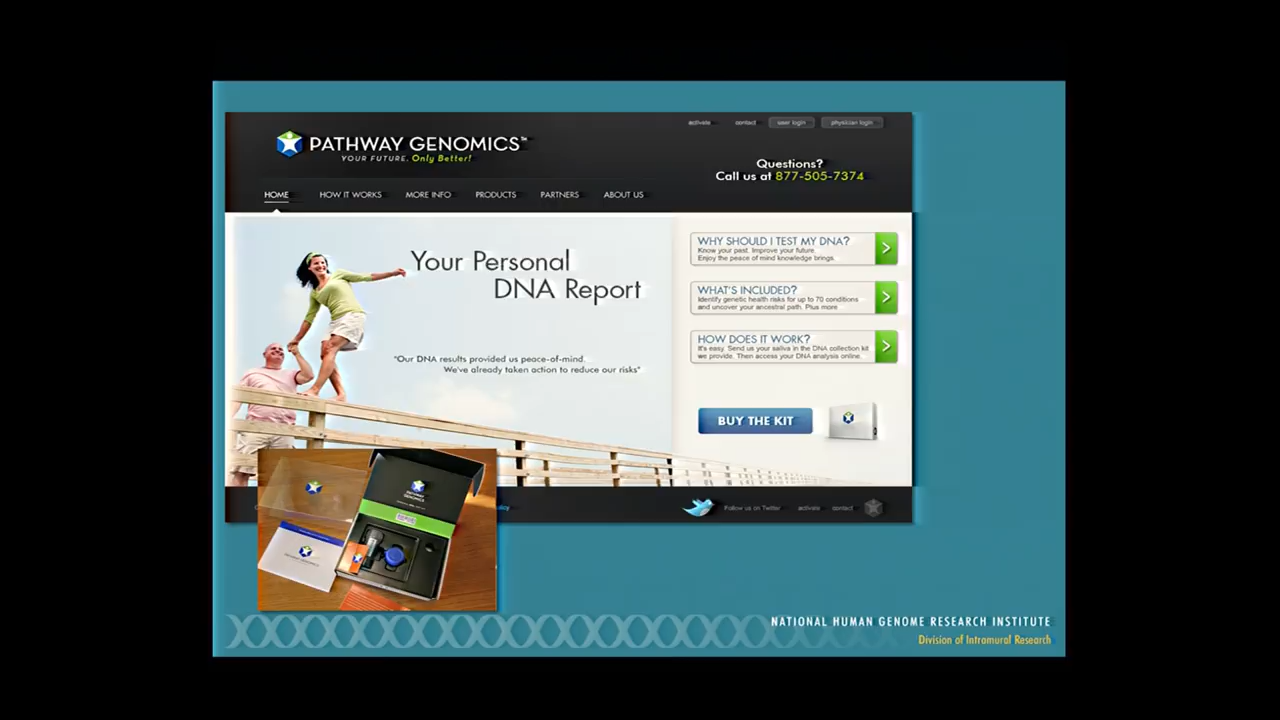 activate
contact
user login
physician login
PATHWAY GENOMICS™
YOUR FUTURE. Only Better!
Questions?
Call us at 877-505-7374
HOME
HOW IT WORKS
MORE INFO
PRODUCTS
PARTNERS
ABOUT US
Your Personal
DNA Report
"Our DNA results provided us peace-of-mind.
We've already taken action to reduce our risks"
WHY SHOULD I TEST MY DNA?
Know your past. Improve your future.
Enjoy the peace of mind knowledge brings.
WHAT'S INCLUDED?
Identify genetic health risks for up to 70 conditions
and uncover your ancestral path. Plus more
HOW DOES IT WORK?
It's easy. Send us your saliva in the DNA collection kit
we provide. Then access your DNA analysis online.
BUY THE KIT
PATHWAY
GENOMICS
Follow us on Twitter
activate
contact
NATIONAL HUMAN GENOME RESEARCH INSTITUTE
Division of Intramural Research